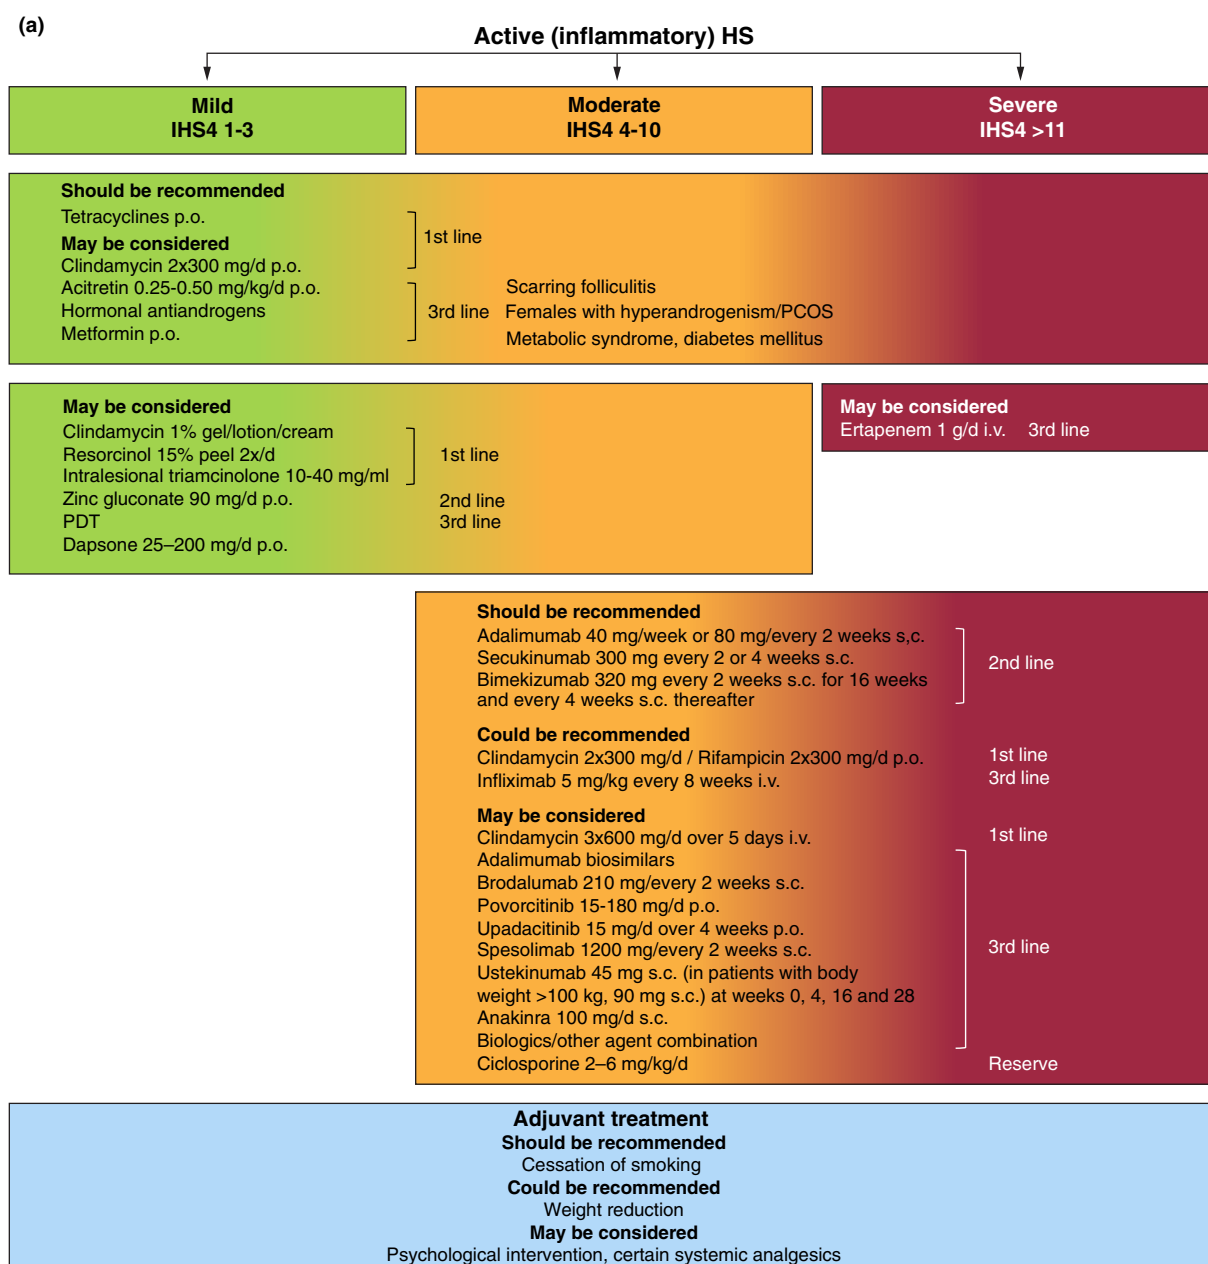 (a)
Active (inflammatory) HS
Mild
IHS4 1-3
Moderate
IHS4 4-10
Severe
IHS4 >11
Should be recommended
Tetracyclines p.o.
May be considered
1st line
Clindamycin 2x300 mg/d p.o.
Acitretin 0.25-0.50 mg/kg/d p.o.
Scarring folliculitis
Hormonal antiandrogens
3rd line
Females with hyperandrogenism/PCOS
Metformin p.o.
Metabolic syndrome, diabetes mellitus
May be considered
Clindamycin 1% gel/lotion/cream
Resorcinol 15% peel 2x/d
1st line
Intralesional triamcinolone 10-40 mg/ml
Zinc gluconate 90 mg/d p.o.
2nd line
PDT
3rd line
Dapsone 25–200 mg/d p.o.
May be considered
Ertapenem 1 g/d i.v. 3rd line
Should be recommended
Adalimumab 40 mg/week or 80 mg/every 2 weeks s,c.
Secukinumab 300 mg every 2 or 4 weeks s.c.
2nd line
Bimekizumab 320 mg every 2 weeks s.c. for 16 weeks
and every 4 weeks s.c. thereafter
Could be recommended
Clindamycin 2x300 mg/d / Rifampicin 2x300 mg/d p.o.
1st line
Infliximab 5 mg/kg every 8 weeks i.v.
3rd line
May be considered
Clindamycin 3x600 mg/d over 5 days i.v.
1st line
Adalimumab biosimilars
Brodalumab 210 mg/every 2 weeks s.c.
Povorcitinib 15-180 mg/d p.o.
Upadacitinib 15 mg/d over 4 weeks p.o.
Spesolimab 1200 mg/every 2 weeks s.c.
3rd line
Ustekinumab 45 mg s.c. (in patients with body
weight >100 kg, 90 mg s.c.) at weeks 0, 4, 16 and 28
Anakinra 100 mg/d s.c.
Biologics/other agent combination
Ciclosporine 2–6 mg/kg/d
Reserve
Adjuvant treatment
Should be recommended
Cessation of smoking
Could be recommended
Weight reduction
May be considered
Psychological intervention, certain systemic analgesics